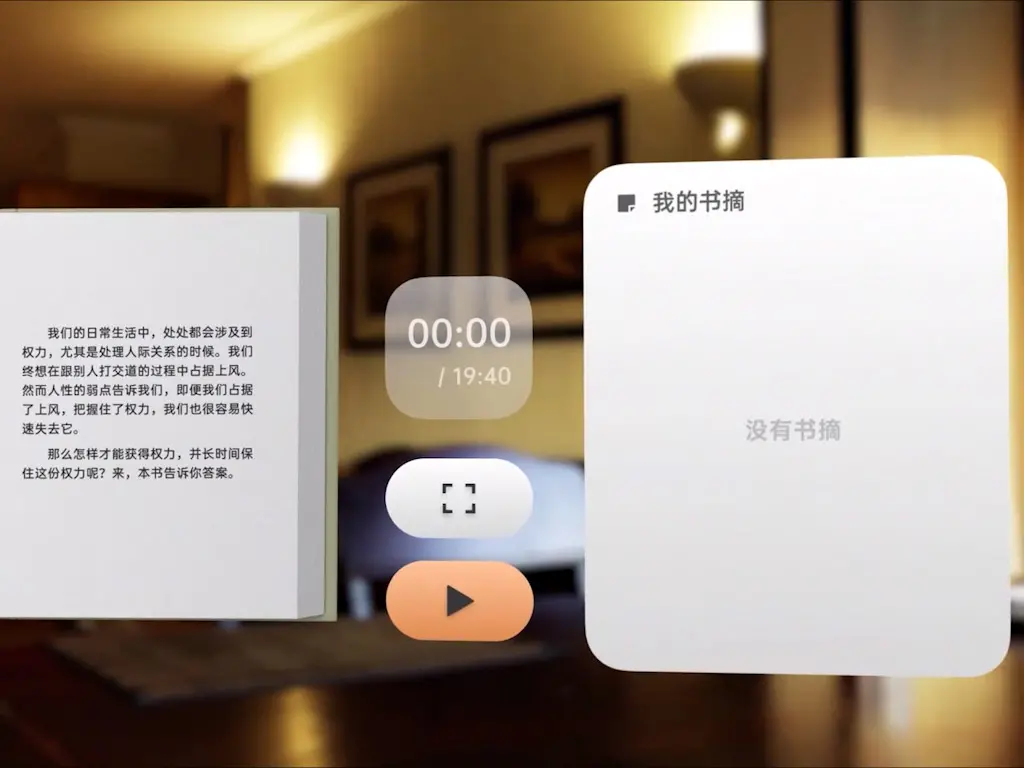 我们的日常生活中，处处都会涉及到
权力，尤其是处理人际关系的时候。我们
终想在跟别人打交道的过程中占据上风。
然而人性的弱点告诉我们，即便我们占据
了上风，把握住了权力，我们也很容易快
速失去它。
那么怎样才能获得权力，并长时间保
住这份权力呢？来，本书告诉你答案。
00:00
/ 19:40
我的书摘
没有书摘